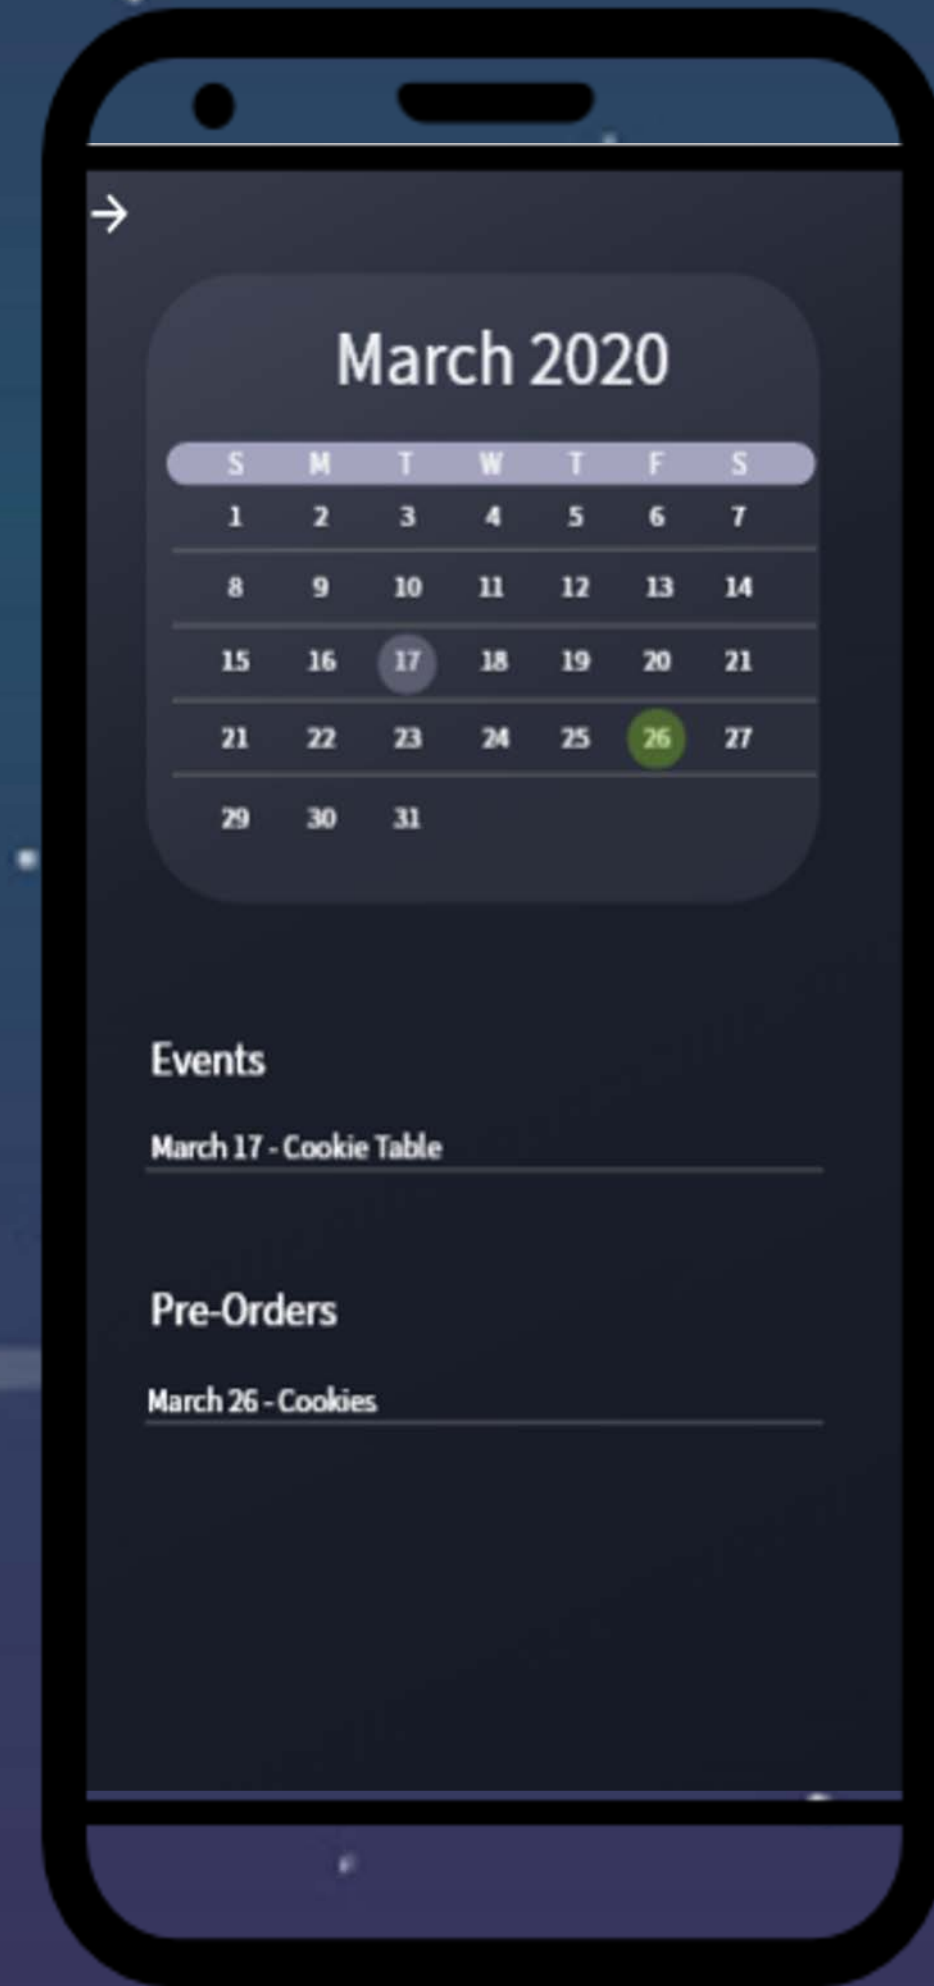 March 2020
S M T W T F S
1 2 3 4 5 6 7
8 9 10 11 12 13 14
15 16 17 18 19 20 21
21 22 23 24 25 26 27
29 30 31
Events
March 17 - Cookie Table
Pre-Orders
March 26 - Cookies